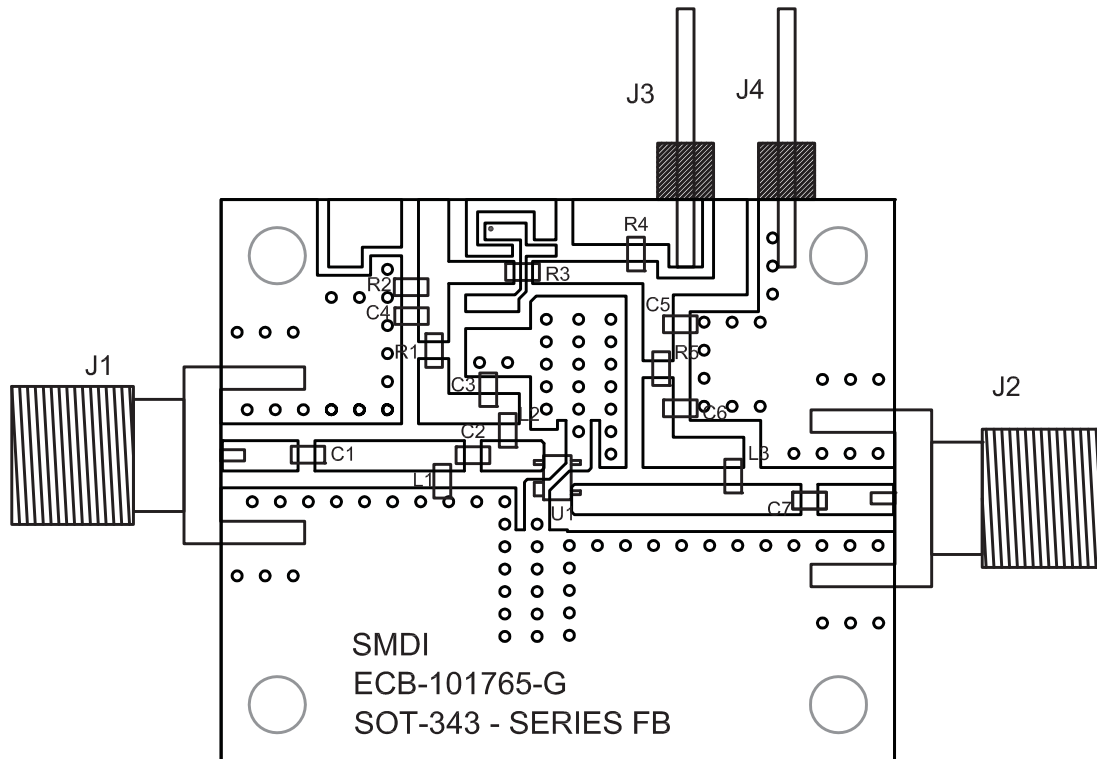 J3
J4
R4
R3
R2
C4
C5
R1
R5
J1
C3
J2
C6
L2
C2
C1
L3
L1
C7
U1
SMDI
ECB-101765-G
SOT-343 - SERIES FB